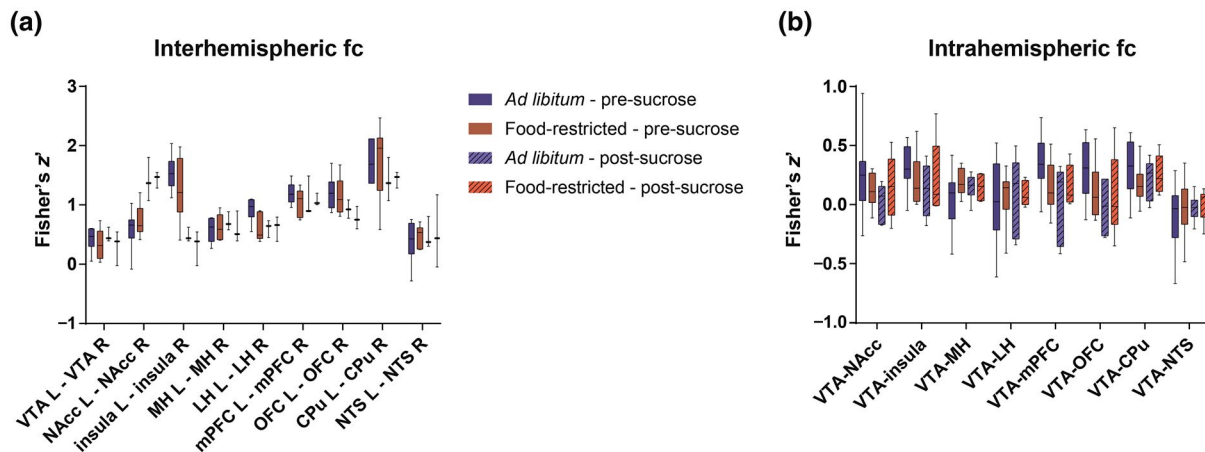 (a)
Interhemispheric fc
Fisher's z'
3
2
1
0
−1
VTA L - VTA R
NAcc L - NAcc R
insula L - insula R
MH L - MH R
LH L - LH R
mPFC L - mPFC R
OFC L - OFC R
CPu L - CPu R
NTS L - NTS R
Ad libitum - pre-sucrose
Food-restricted - pre-sucrose
Ad libitum - post-sucrose
Food-restricted - post-sucrose
(b)
Intrahemispheric fc
Fisher's z'
1.0
0.5
0.0
−0.5
−1.0
VTA-NAcc
VTA-insula
VTA-MH
VTA-LH
VTA-mPFC
VTA-OFC
VTA-CPu
VTA-NTS